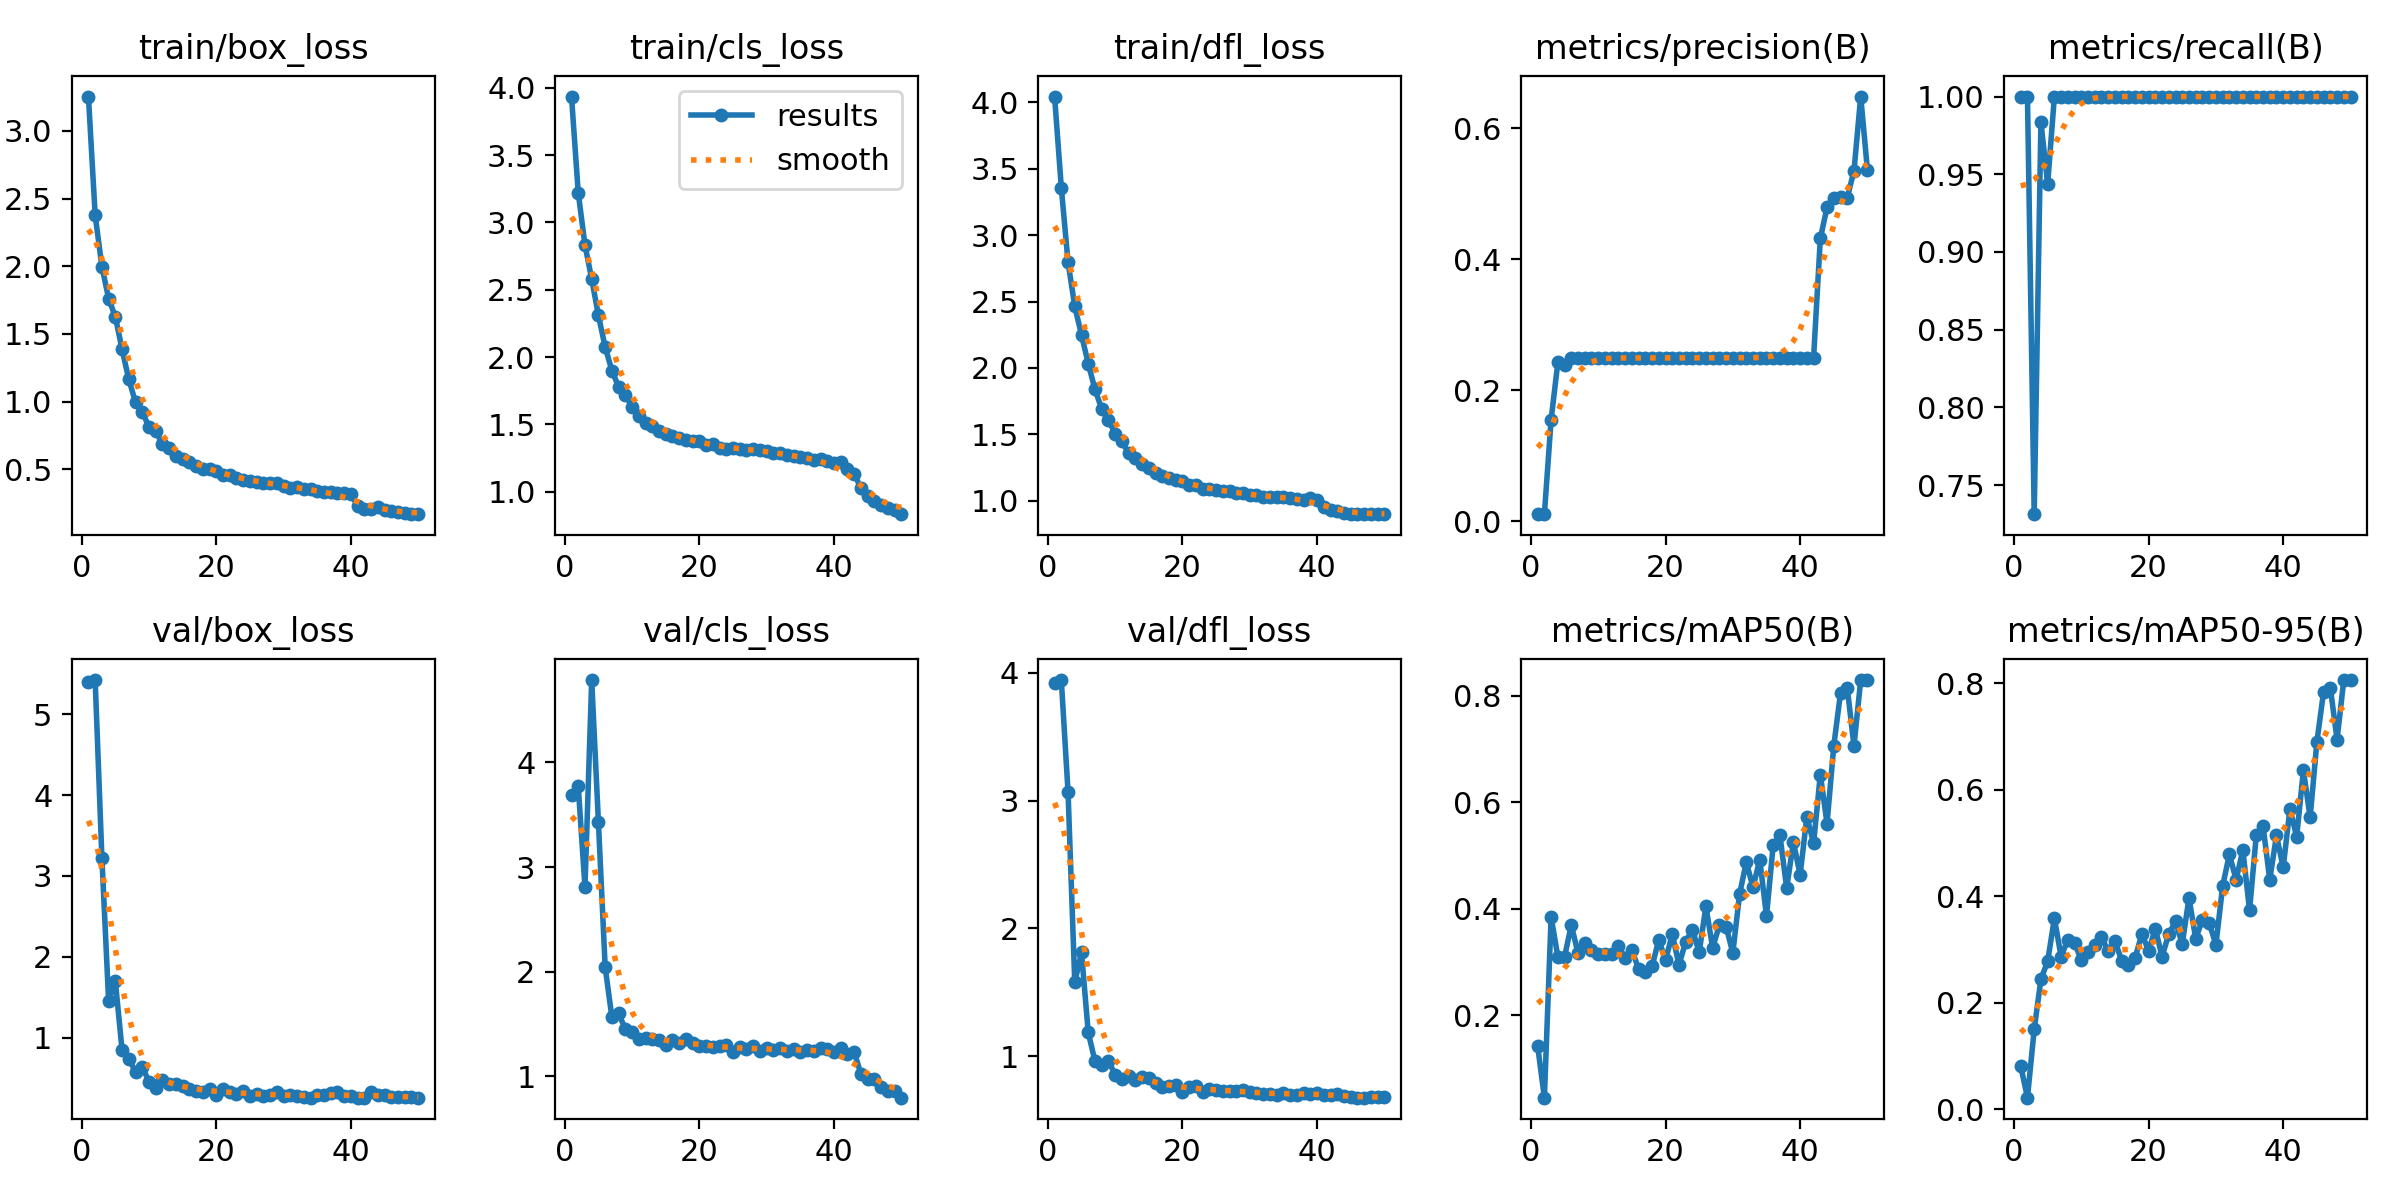 train/box_loss
train/cls_loss
train/dfl_loss
metrics/precision(B)
metrics/recall(B)
3.0
2.5
2.0
1.5
1.0
0.5
0 20 40
4.0
3.5
3.0
2.5
2.0
1.5
1.0
results
smooth
0 20 40
4.0
3.5
3.0
2.5
2.0
1.5
1.0
0 20 40
0.6
0.4
0.2
0.0
0 20 40
1.00
0.95
0.90
0.85
0.80
0.75
0 20 40
val/box_loss
val/cls_loss
val/dfl_loss
metrics/mAP50(B)
metrics/mAP50-95(B)
5
4
3
2
1
0 20 40
4
3
2
1
0 20 40
4
3
2
1
0 20 40
0.8
0.6
0.4
0.2
0 20 40
0.8
0.6
0.4
0.2
0.0
0 20 40